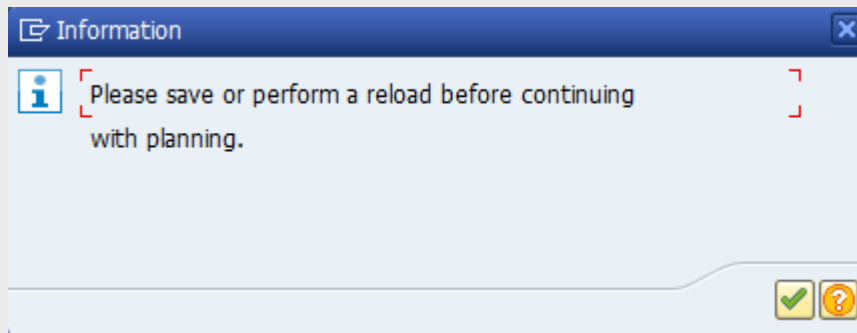 Information
Please save or perform a reload before continuing
with planning.